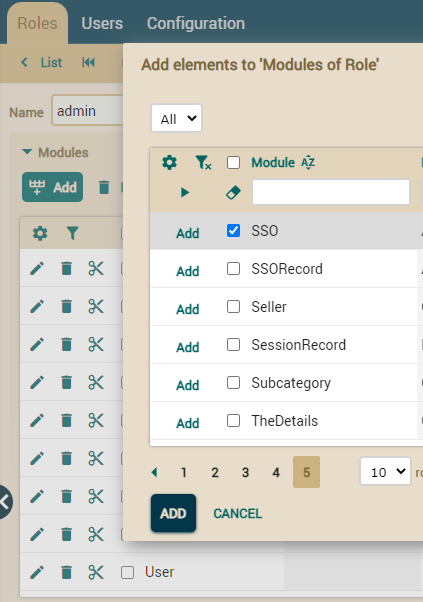 Roles Users Configuration
List
Add elements to 'Modules of Role'
Name admin
All
Modules
Add
Module
Add SSO
Add SSORecord
Add Seller
Add SessionRecord
Add Subcategory
Add TheDetails
1 2 3 4 5 10
ADD CANCEL
User